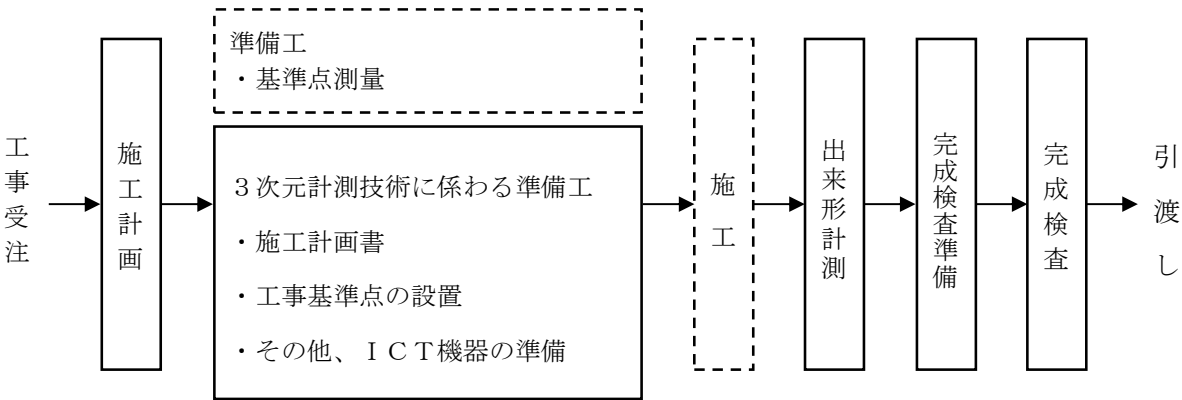 工事受注
施工計画
準備工
・基準点測量
３次元計測技術に係わる準備工
・施工計画書
・工事基準点の設置
・その他、ＩＣＴ機器の準備
施工
出来形計測
完成検査準備
完成検査
引渡し